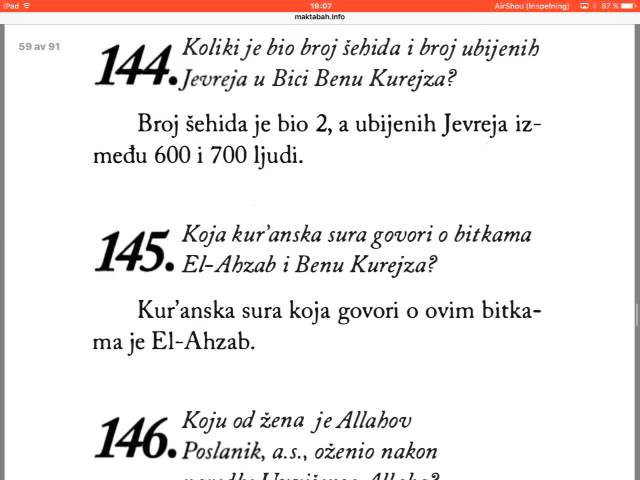 iPad 19:07 AirShou (Inspelning) 87 %
maktabah.info
59 av 91
144. Koliki je bio broj šehida i broj ubijenih
Jevreja u Bici Benu Kurejza?
Broj šehida je bio 2, a ubijenih Jevreja iz-
među 600 i 700 ljudi.
145. Koja kur'anska sura govori o bitkama
El-Ahzab i Benu Kurejza?
Kur'anska sura koja govori o ovim bitka-
ma je El-Ahzab.
146. Koju od žena je Allahov
Poslanik, a.s., oženio nakon